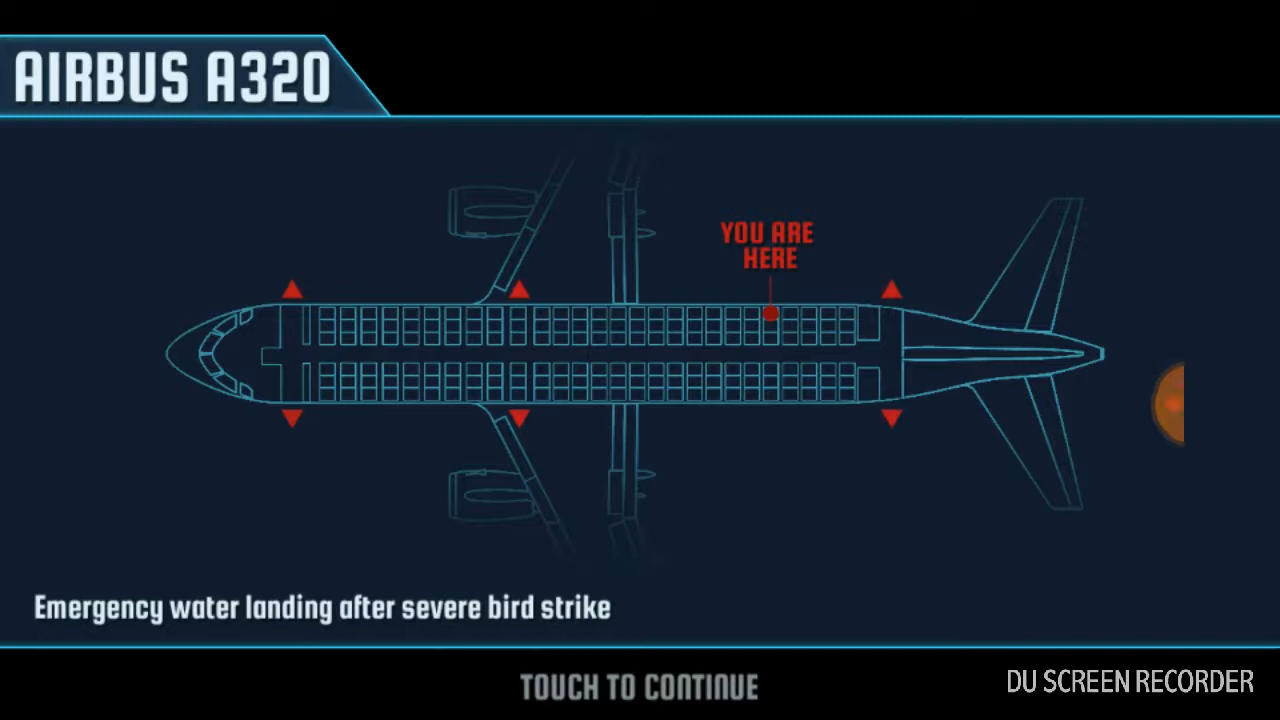 AIRBUS A320
YOU ARE
HERE
Emergency water landing after severe bird strike
TOUCH TO CONTINUE
DU SCREEN RECORDER